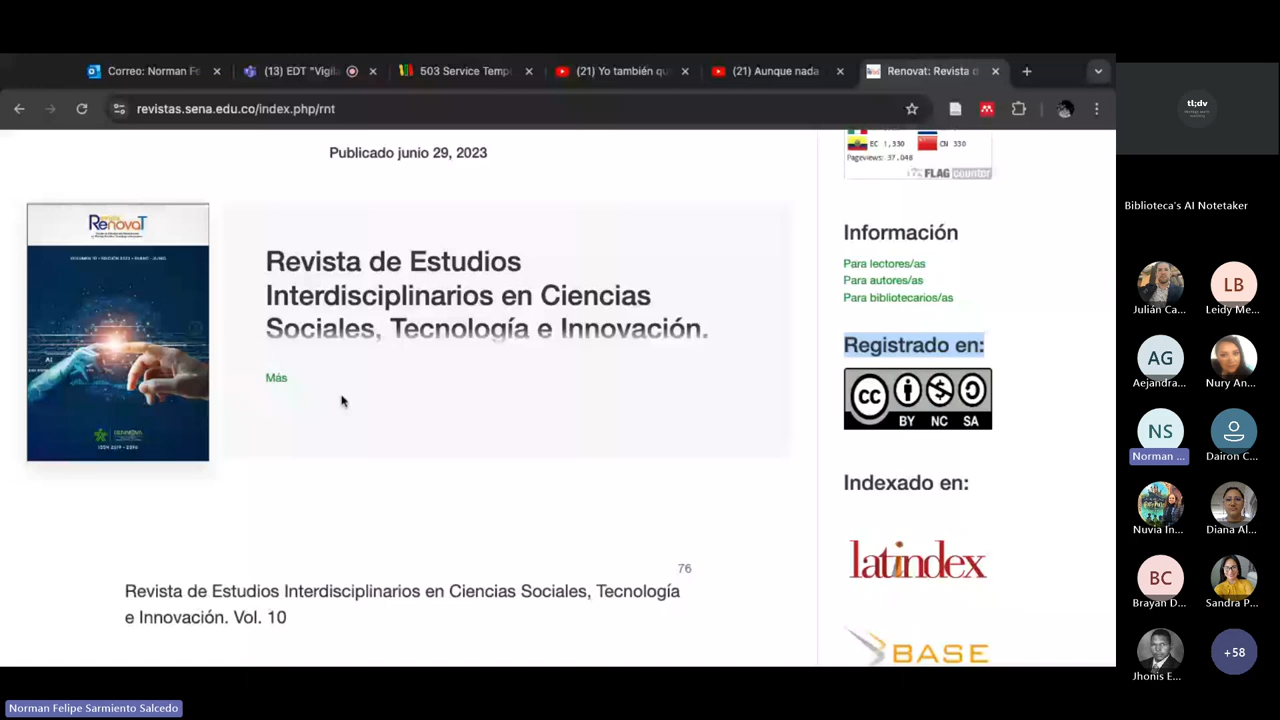 Correo: Norman Fe
(13) EDT "Vigila
503 Service Temp
(21) Yo también qu
(21) Aunque nada
Renovat: Revista d
revistas.sena.edu.co/index.php/rnt
Publicado junio 29, 2023
RenovaT
Revista de Estudios
Interdisciplinarios en Ciencias
Sociales, Tecnología e Innovación.
Más
76
Revista de Estudios Interdisciplinarios en Ciencias Sociales, Tecnología
e Innovación. Vol. 10
EC 1,330 CN 330
Pageviews: 37,048
FLAG counter
Información
Para lectores/as
Para autores/as
Para bibliotecarios/as
Registrado en:
CC BY NC SA
Indexado en:
latindex
BASE
tl;dv
Biblioteca's AI Notetaker
Julián Ca...
LB
Leidy Me...
AG
Aejandra...
Nury An...
NS
Norman ...
Dairon C...
Nuvia In...
Diana Al...
BC
Brayan D...
Sandra P...
Jhonis E...
+58
Norman Felipe Sarmiento Salcedo